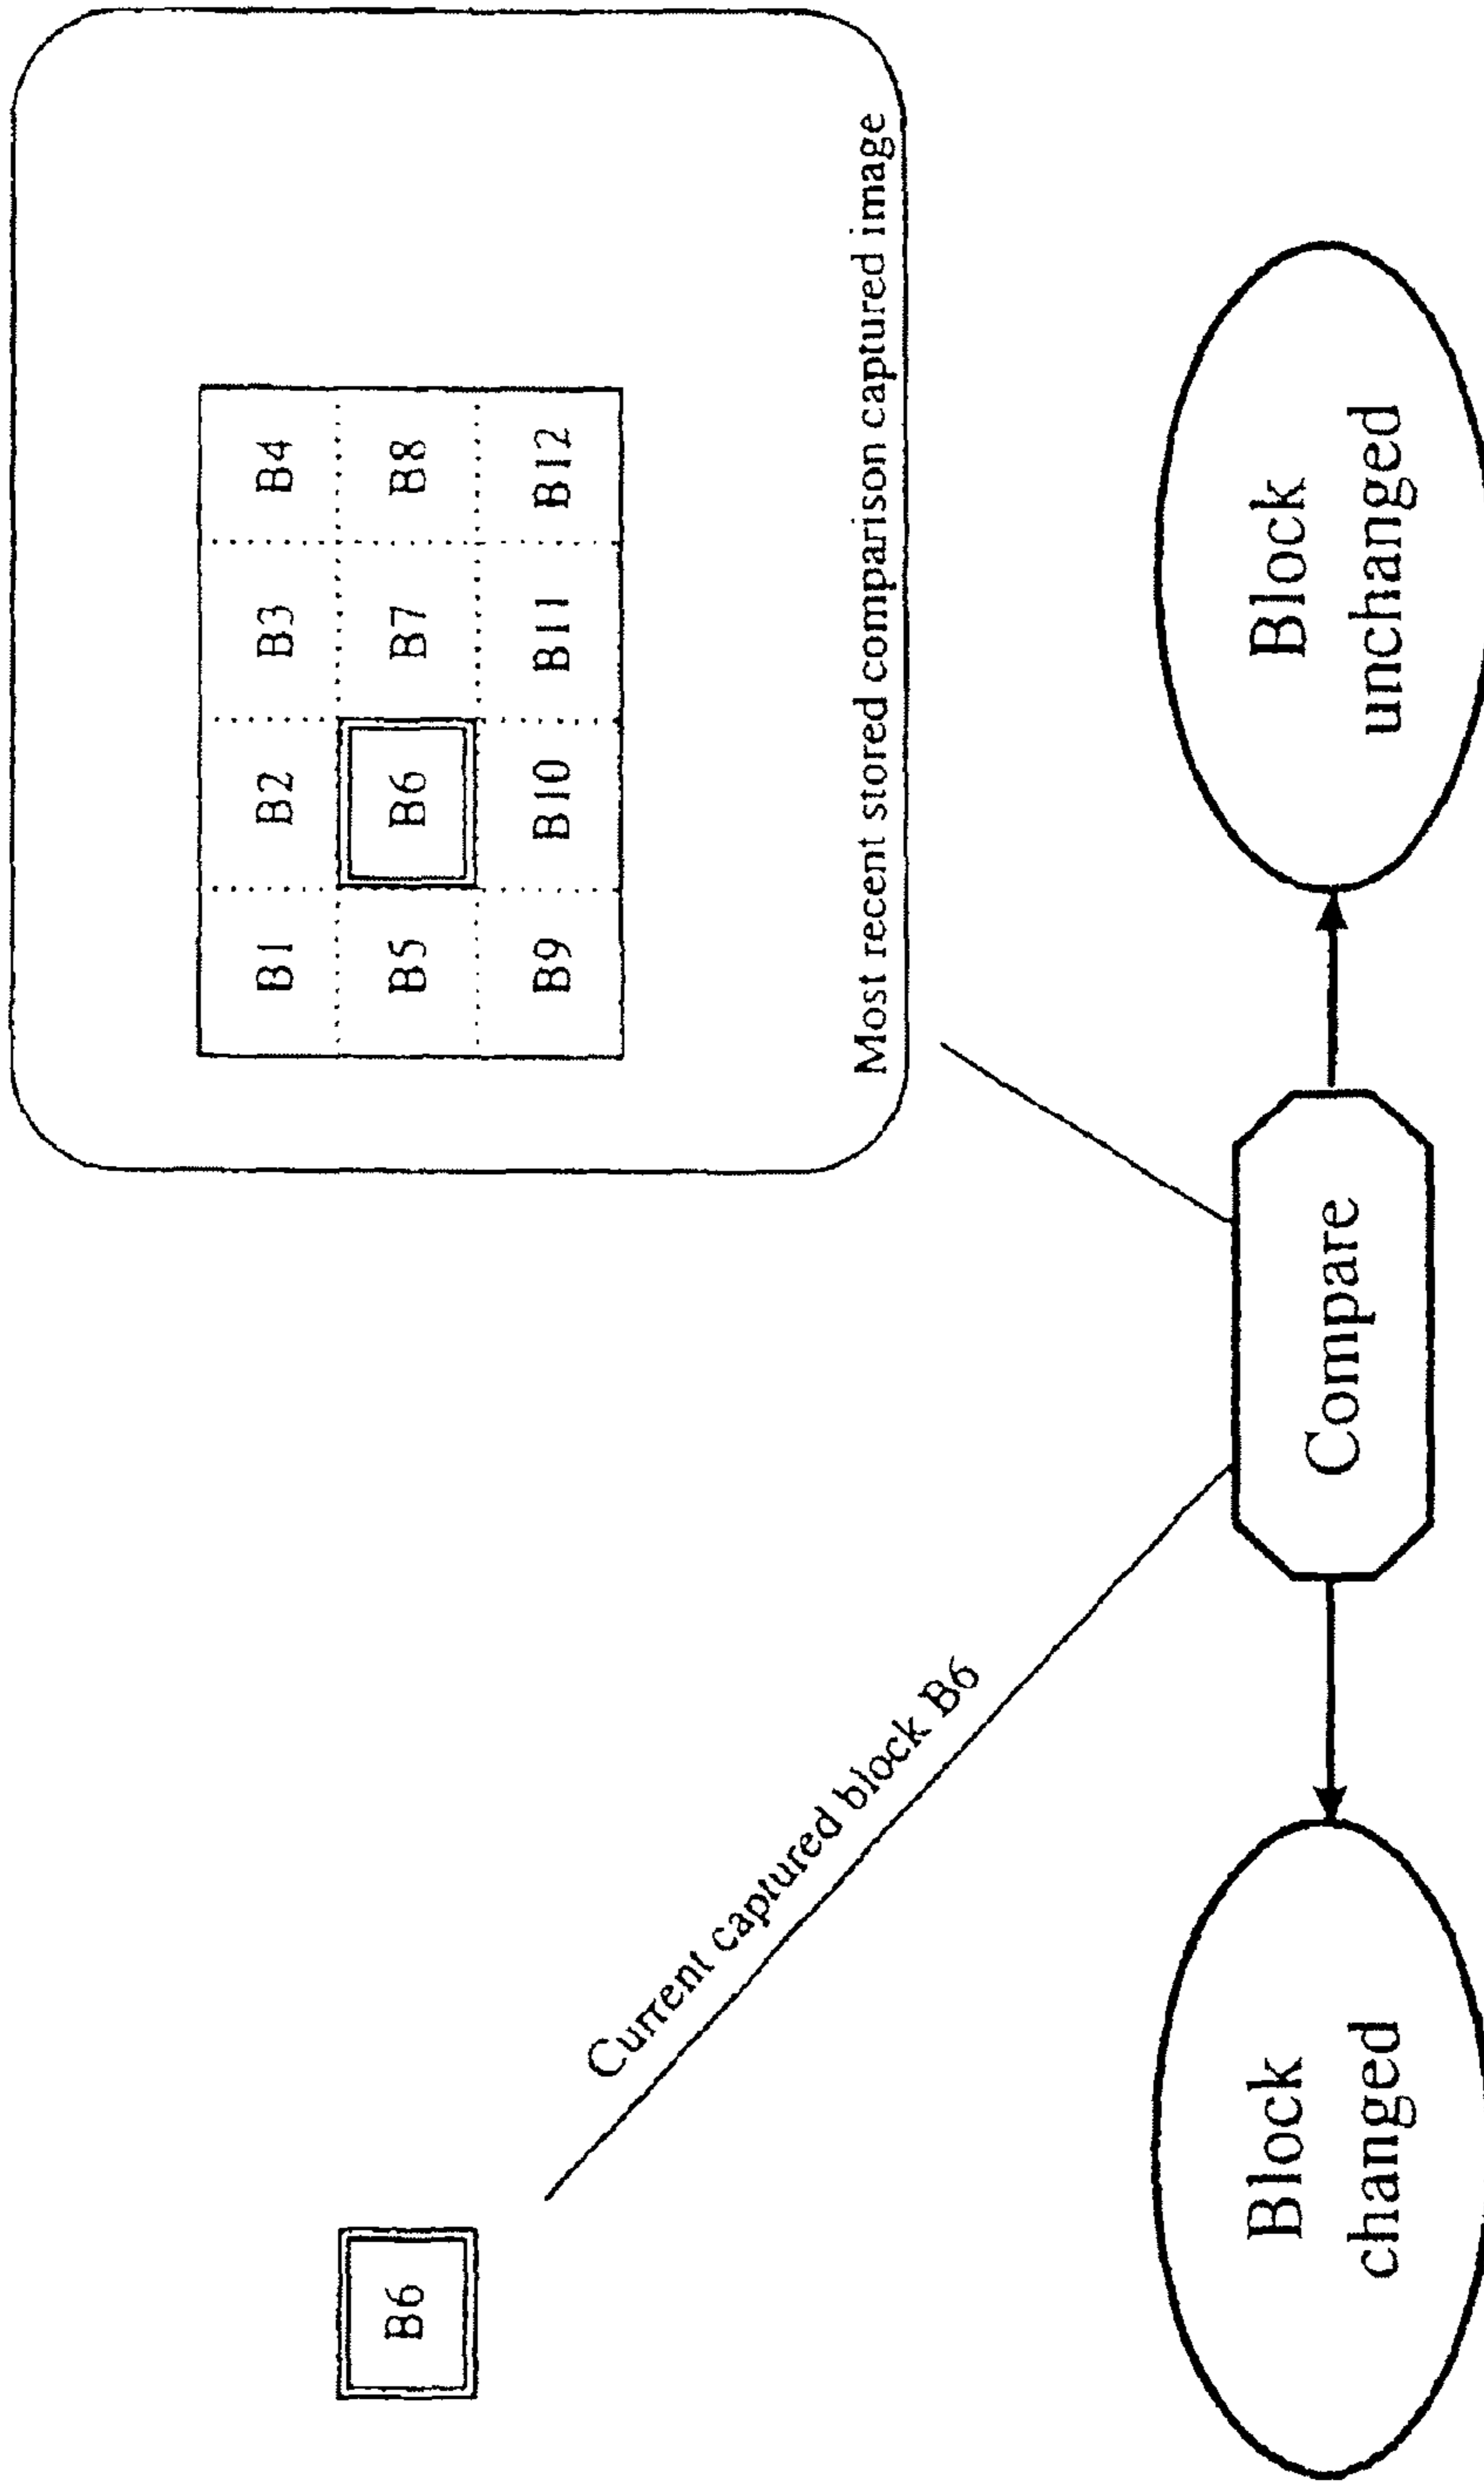 B6
B1 B2 B3 B4
B5 B6 B7 B8
B9 B10 B11 B12
Most recent stored comparison captured image
Current captured block B6
Compare
Block
changed
Block
unchanged